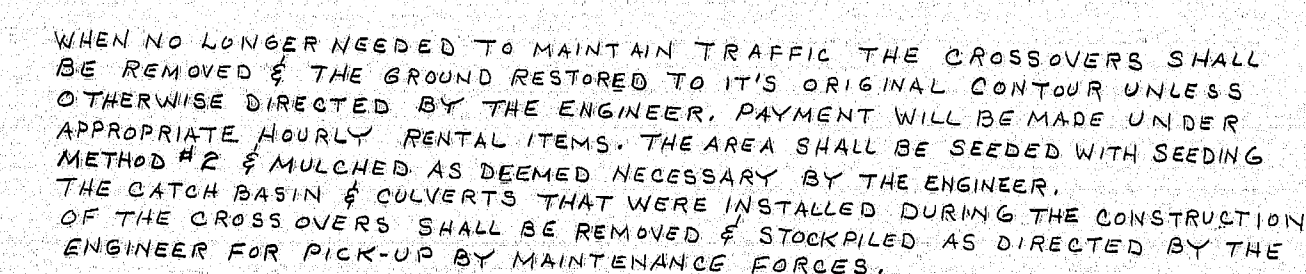 WHEN NO LONGER NEEDED TO MAINTAIN TRAFFIC THE CROSSOVERS SHALL
BE REMOVED & THE GROUND RESTORED TO IT'S ORIGINAL CONTOUR UNLESS
OTHERWISE DIRECTED BY THE ENGINEER. PAYMENT WILL BE MADE UNDER
APPROPRIATE HOURLY RENTAL ITEMS. THE AREA SHALL BE SEEDED WITH SEEDING
METHOD #2 & MULCHED AS DEEMED NECESSARY BY THE ENGINEER.
THE CATCH BASIN & CULVERTS THAT WERE INSTALLED DURING THE CONSTRUCTION
OF THE CROSSOVERS SHALL BE REMOVED & STOCKPILED AS DIRECTED BY THE
ENGINEER FOR PICK-UP BY MAINTENANCE FORCES.